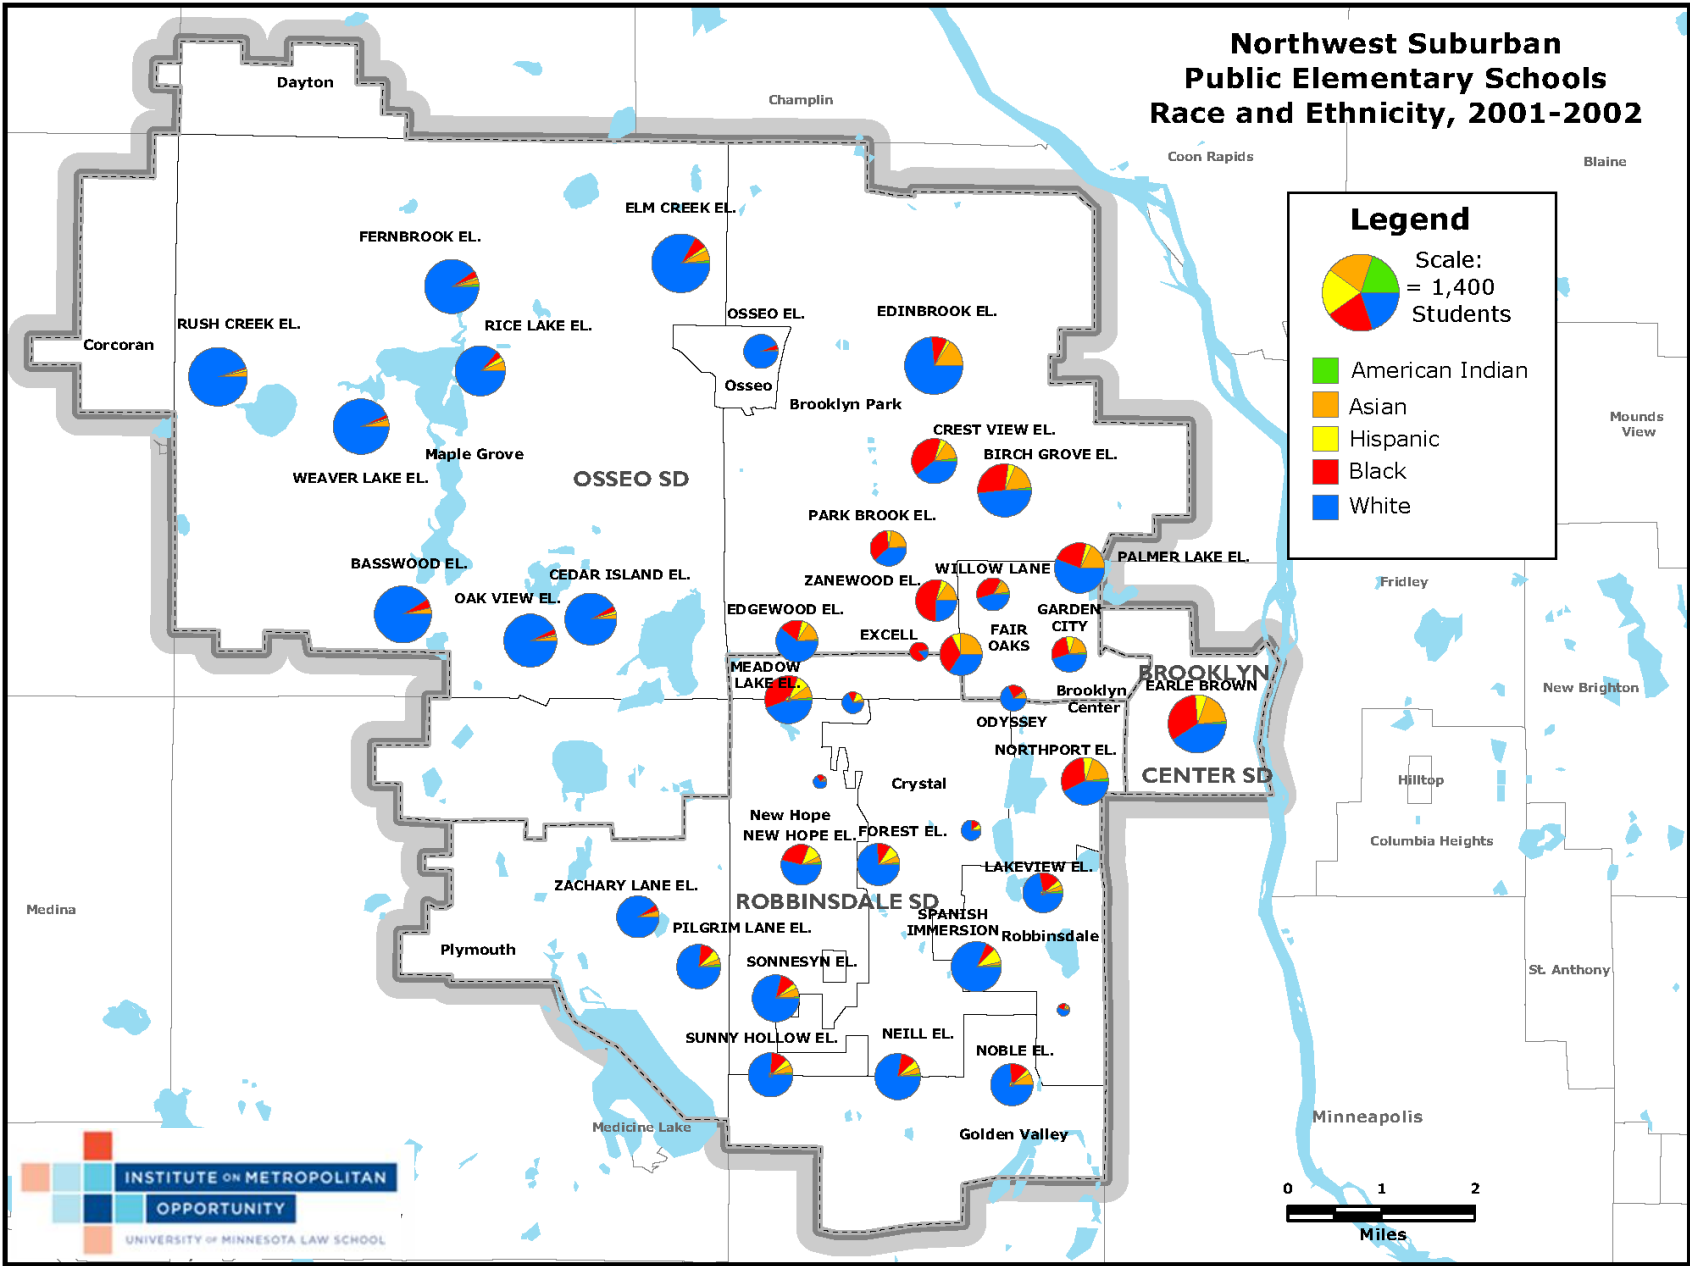 Northwest Suburban
Public Elementary Schools
Race and Ethnicity, 2001-2002
Dayton
Champlin
Coon Rapids
Blaine
Legend
Scale:
= 1,400
Students
American Indian
Asian
Hispanic
Black
White
ELM CREEK EL.
FERNBROOK EL.
RUSH CREEK EL.
RICE LAKE EL.
OSSEO EL.
EDINBROOK EL.
Corcoran
Osseo
Brooklyn Park
Mounds
View
CREST VIEW EL.
BIRCH GROVE EL.
Maple Grove
WEAVER LAKE EL.
OSSEO SD
PARK BROOK EL.
PALMER LAKE EL.
BASSWOOD EL.
CEDAR ISLAND EL.
WILLOW LANE
ZANEWOOD EL.
Fridley
OAK VIEW EL.
EDGEWOOD EL.
GARDEN
CITY
EXCELL
FAIR
OAKS
MEADOW
LAKE EL.
BROOKLYN
EARLE BROWN
New Brighton
Brooklyn
Center
ODYSSEY
NORTHPORT EL.
CENTER SD
Hilltop
Crystal
New Hope
NEW HOPE EL.
FOREST EL.
Columbia Heights
LAKEVIEW EL.
ZACHARY LANE EL.
ROBBINSDALE SD
Medina
SPANISH
IMMERSION
PILGRIM LANE EL.
Robbinsdale
Plymouth
SONNESYN EL.
St. Anthony
SUNNY HOLLOW EL.
NEILL EL.
NOBLE EL.
Medicine Lake
Golden Valley
Minneapolis
INSTITUTE ON METROPOLITAN
OPPORTUNITY
UNIVERSITY OF MINNESOTA LAW SCHOOL
0 1 2
Miles